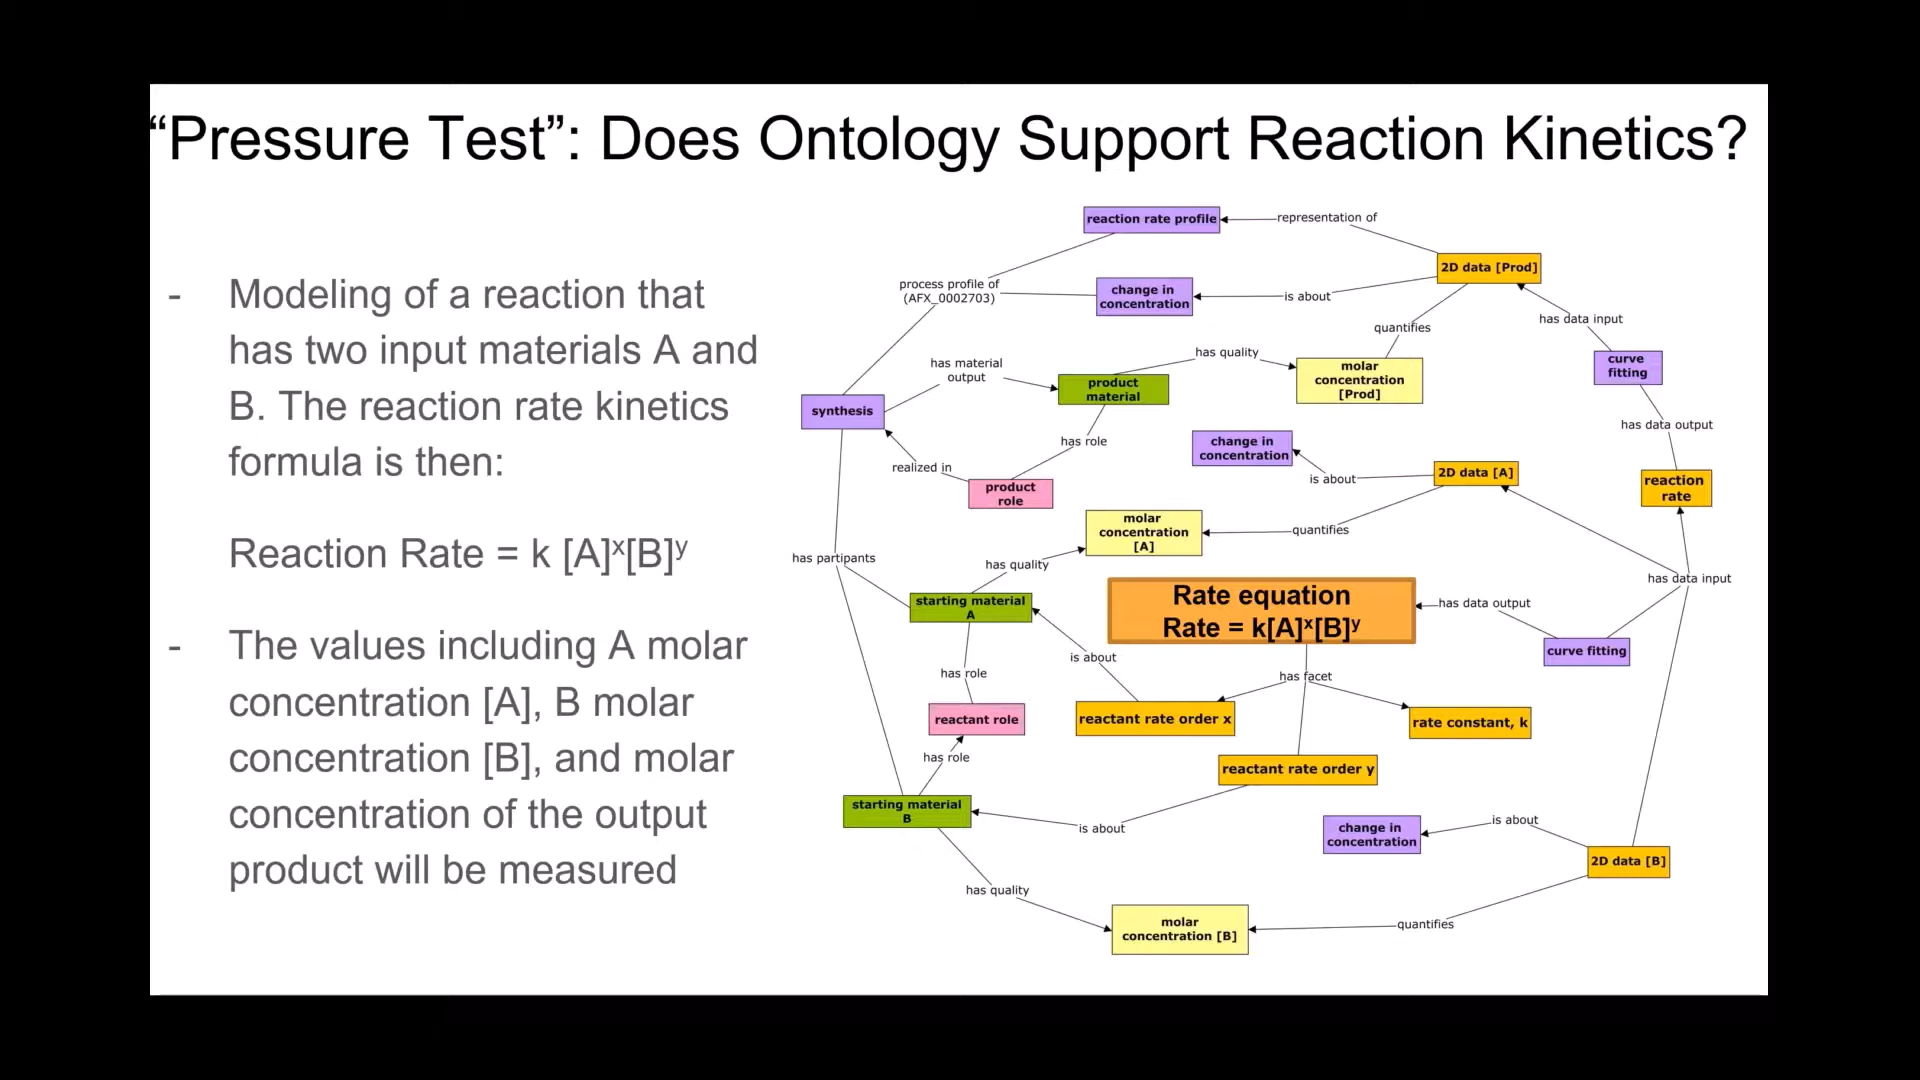 “Pressure Test”: Does Ontology Support Reaction Kinetics?
- Modeling of a reaction that
has two input materials A and
B. The reaction rate kinetics
formula is then:
Reaction Rate = k [A]ˣ[B]ʸ
- The values including A molar
concentration [A], B molar
concentration [B], and molar
concentration of the output
product will be measured
reaction rate profile
representation of
2D data [Prod]
process profile of
(AFX_0002703)
change in
concentration
is about
has data input
quantifies
has material
output
has quality
curve
fitting
product
material
molar
concentration
[Prod]
synthesis
has role
has data output
change in
concentration
realized in
is about
2D data [A]
product
role
reaction
rate
molar
concentration
[A]
quantifies
has partipants
has quality
has data input
starting material
A
Rate equation
Rate = k[A]ˣ[B]ʸ
has data output
curve fitting
is about
has role
has facet
reactant role
reactant rate order x
rate constant, k
has role
reactant rate order y
starting material
B
is about
change in
concentration
is about
2D data [B]
has quality
molar
concentration [B]
quantifies